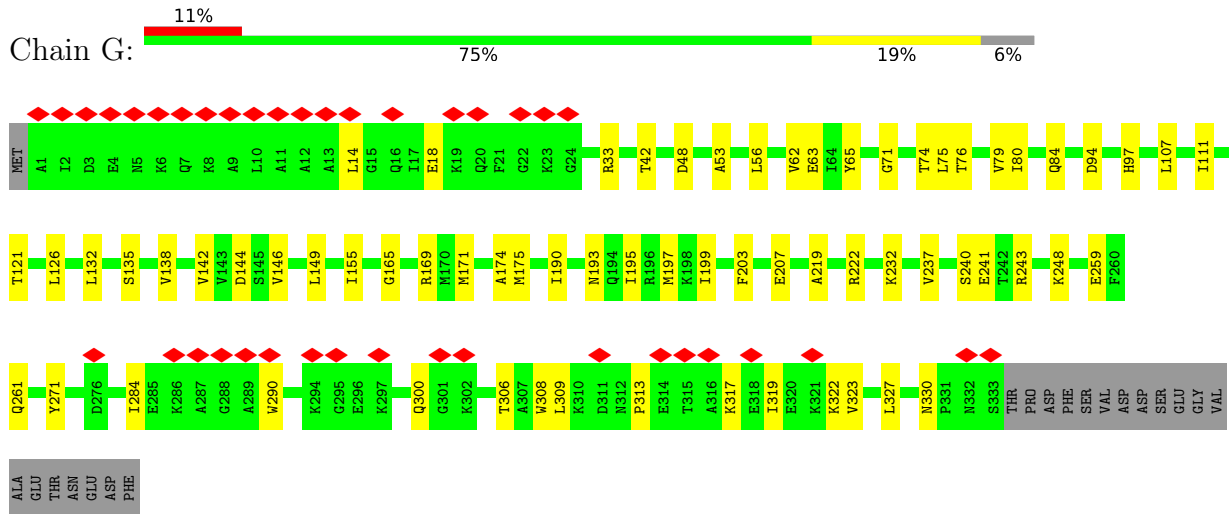 11%
Chain G:
75% 19% 6%
MET A1 I2 D3 E4 N5 K6 Q7 K8 A9 L10 A11 A12 A13 L14 G15 Q16 I17 E18 K19 Q20 F21 G22 K23 G24 R33 T42 D48 A53 L56 V62 E63 I64 Y65 G71 T74 L75 T76 V79 I80 Q84 D94 H97 L107 I111
T121 L126 L132 S135 V138 V142 V143 D144 S145 V146 L149 I155 G165 R169 M170 M171 A174 M175 I190 N193 Q194 I195 R196 M197 K198 I199 F203 E207 A219 R222 K232 V237 S240 E241 T242 R243 K248 E259 F260
Q261 Y271 D276 I284 E285 K286 A287 G288 A289 W290 K294 G295 E296 K297 Q300 G301 K302 T306 A307 W308 L309 K310 D311 N312 P313 E314 T315 A316 K317 E318 I319 E320 K321 K322 V323 L327 N330 P331 N332 S333 THR PRO ASP PHE SER VAL ASP ASP SER GLU GLY VAL
ALA GLU THR ASN GLU ASP PHE